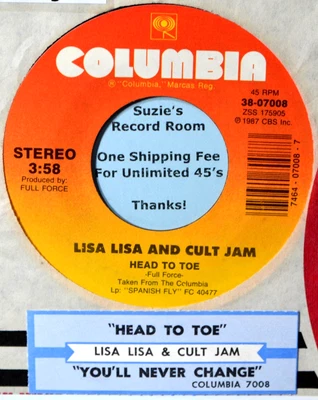 COLUMBIA
® "Columbia", Marcas Reg.
45 RPM
38-07008
ZSS 175905
℗ 1987 CBS Inc.
Suzie's
Record Room
One Shipping Fee
For Unlimited 45's
Thanks!
STEREO
3:58
Produced by:
FULL FORCE
7464-07008-7
LISA LISA AND CULT JAM
HEAD TO TOE
-Full Force-
Taken From The Columbia
Lp: "SPANISH FLY" FC 40477
"HEAD TO TOE"
LISA LISA & CULT JAM
"YOU'LL NEVER CHANGE"
COLUMBIA 7008